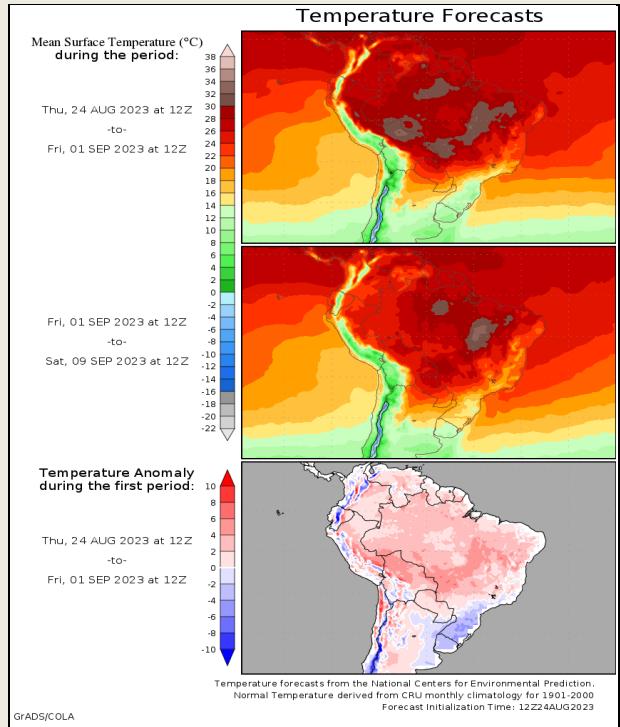 Temperature Forecasts
Mean Surface Temperature (°C)
during the period:
Thu, 24 AUG 2023 at 12Z
-to-
Fri, 01 SEP 2023 at 12Z
38
36
34
32
30
28
26
24
22
20
18
16
14
12
10
8
6
4
2
0
-2
-4
-6
-8
-10
-12
-14
-16
-18
-20
-22
Fri, 01 SEP 2023 at 12Z
-to-
Sat, 09 SEP 2023 at 12Z
Temperature Anomaly
during the first period:
Thu, 24 AUG 2023 at 12Z
-to-
Fri, 01 SEP 2023 at 12Z
10
8
6
4
2
0
-2
-4
-6
-8
-10
Temperature forecasts from the National Centers for Environmental Prediction.
Normal Temperature derived from CRU monthly climatology for 1901-2000
Forecast Initialization Time: 12Z24AUG2023
GrADS/COLA